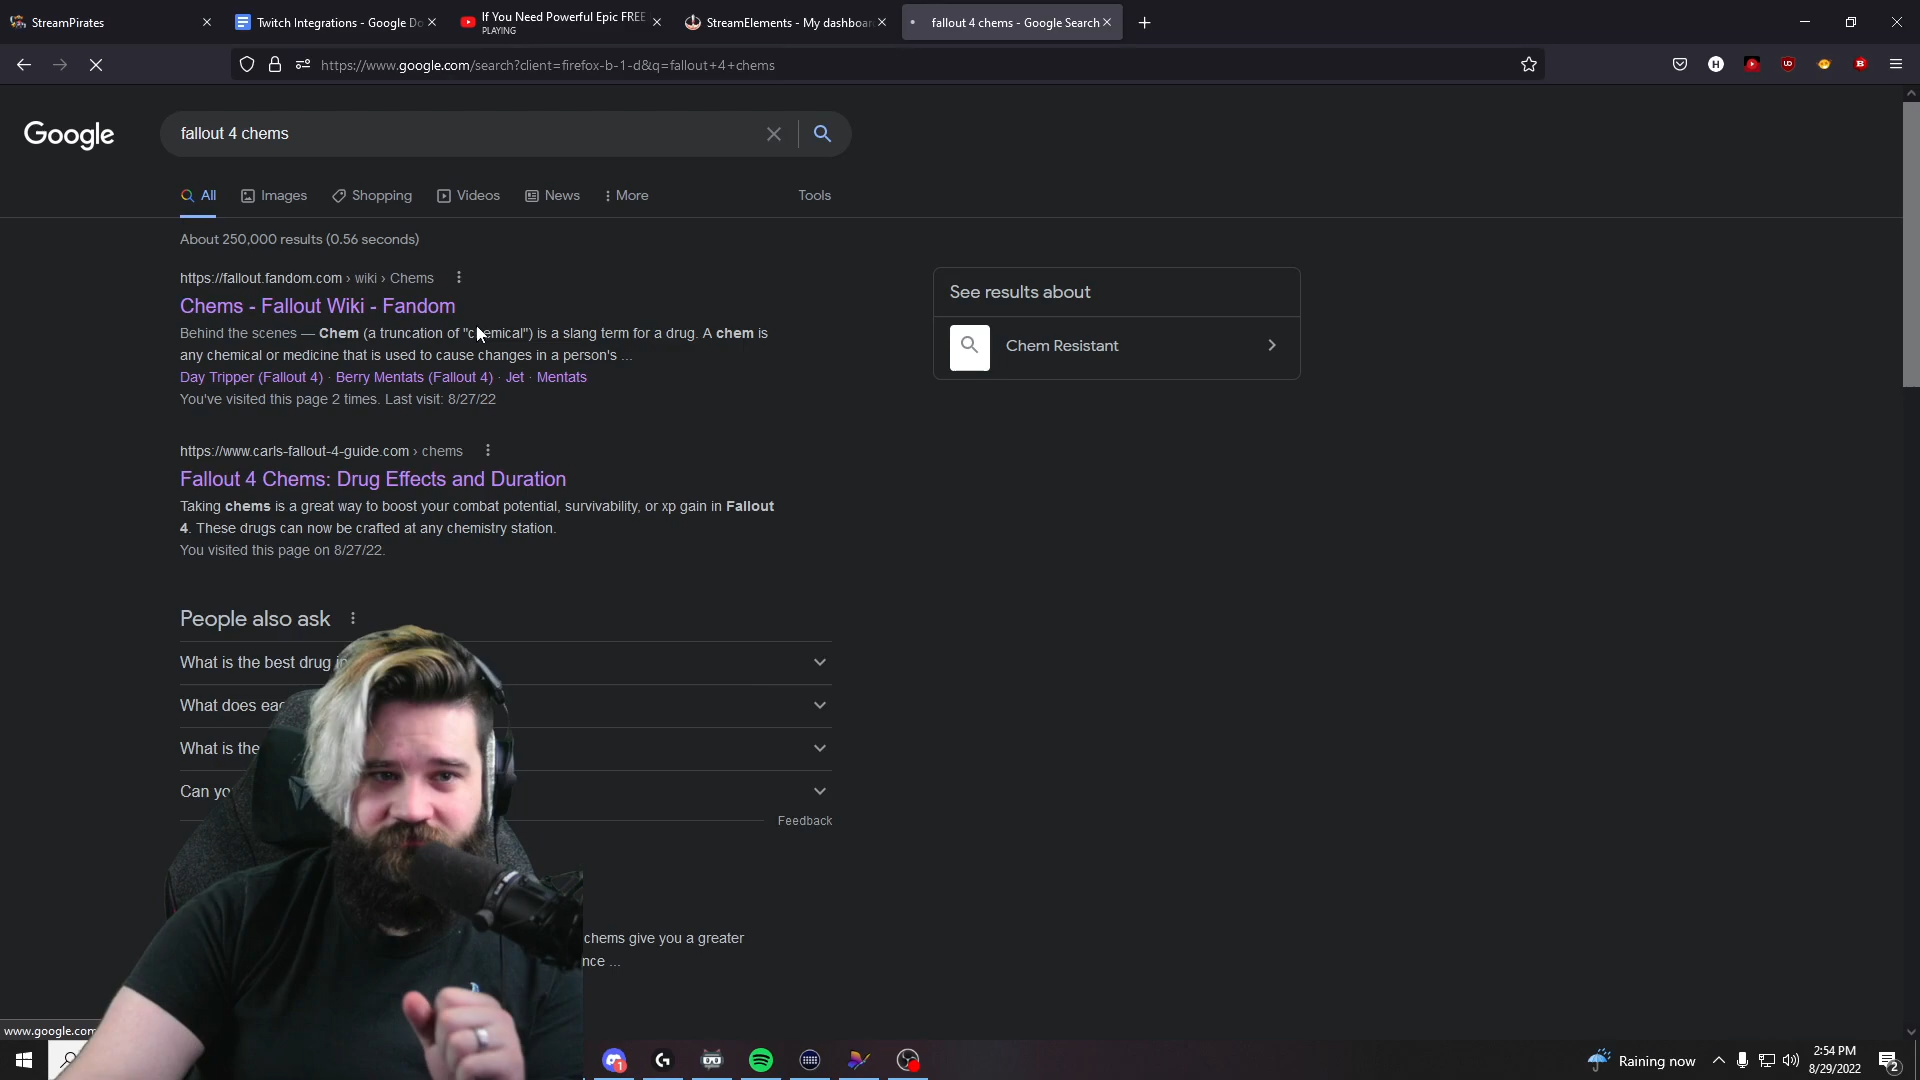 StreamPirates
Twitch Integrations - Google Do
If You Need Powerful Epic FREE
PLAYING
StreamElements - My dashboar
fallout 4 chems - Google Search
https://www.google.com/search?client=firefox-b-1-d&q=fallout+4+chems
Google
fallout 4 chems
All
Images
Shopping
Videos
News
More
Tools
About 250,000 results (0.56 seconds)
https://fallout.fandom.com › wiki › Chems
Chems - Fallout Wiki - Fandom
Behind the scenes — Chem (a truncation of "chemical") is a slang term for a drug. A chem is
any chemical or medicine that is used to cause changes in a person's ...
Day Tripper (Fallout 4) · Berry Mentats (Fallout 4) · Jet · Mentats
You've visited this page 2 times. Last visit: 8/27/22
See results about
Chem Resistant
https://www.carls-fallout-4-guide.com › chems
Fallout 4 Chems: Drug Effects and Duration
Taking chems is a great way to boost your combat potential, survivability, or xp gain in Fallout
4. These drugs can now be crafted at any chemistry station.
You visited this page on 8/27/22.
People also ask
What is the best drug in
What does eac
What is the
Can yo
Feedback
chems give you a greater
nce ...
www.google.com
Raining now
2:54 PM
8/29/2022
2